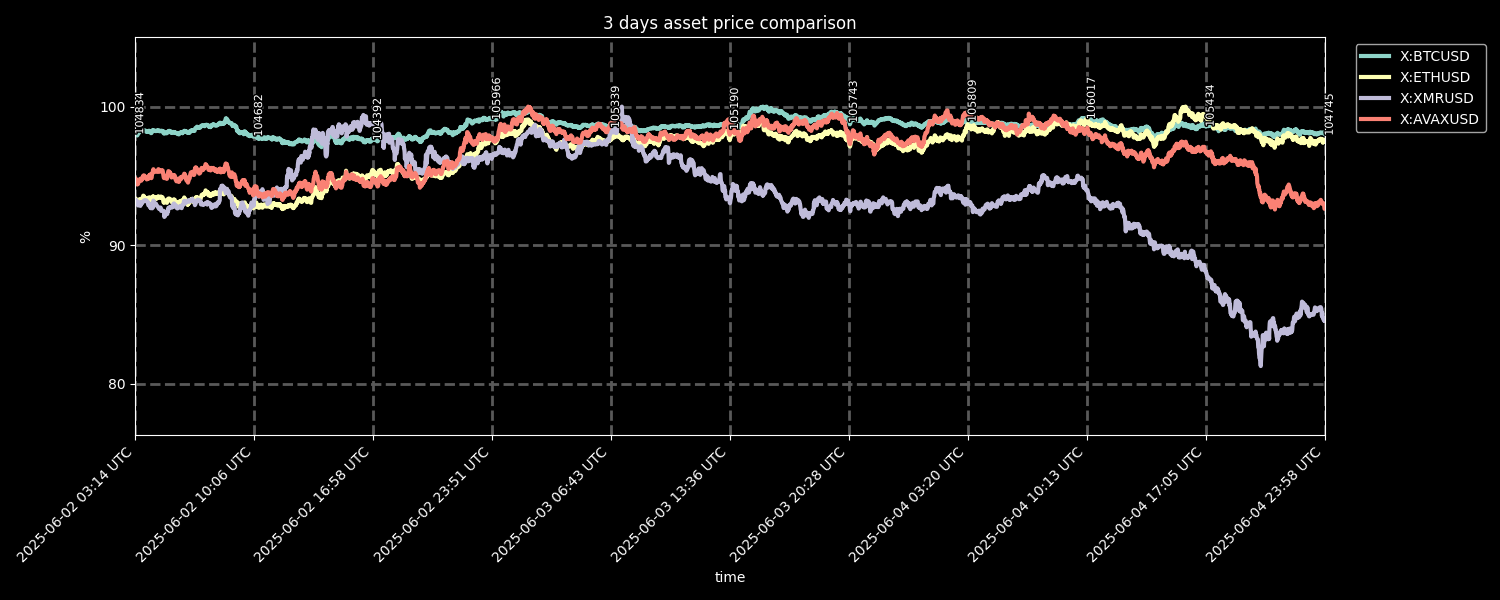 3 days asset price comparison
X:BTCUSD
X:ETHUSD
X:XMRUSD
X:AVAXUSD
100
90
80
%
104834
104682
104392
105966
105339
105190
105743
105809
106017
105434
104745
2025-06-02 03:14 UTC
2025-06-02 10:06 UTC
2025-06-02 16:58 UTC
2025-06-02 23:51 UTC
2025-06-03 06:43 UTC
2025-06-03 13:36 UTC
2025-06-03 20:28 UTC
2025-06-04 03:20 UTC
2025-06-04 10:13 UTC
2025-06-04 17:05 UTC
2025-06-04 23:58 UTC
time